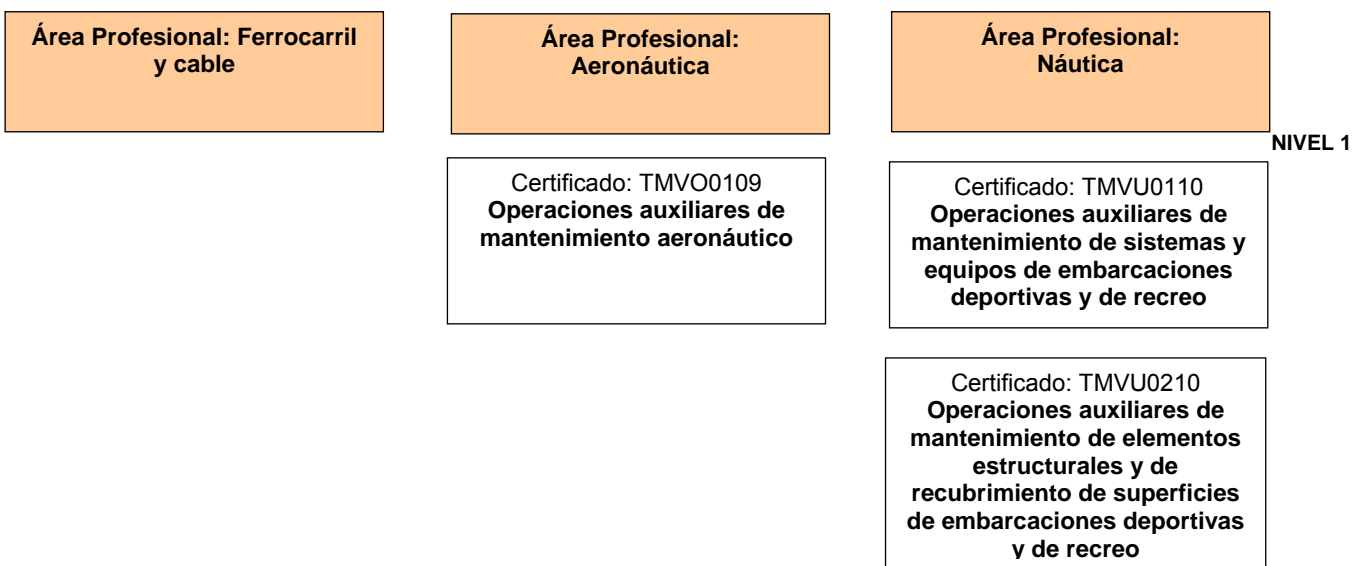 Área Profesional: Ferrocarril
y cable
Área Profesional:
Aeronáutica
Área Profesional:
Náutica
NIVEL 1
Certificado: TMVO0109
Operaciones auxiliares de
mantenimiento aeronáutico
Certificado: TMVU0110
Operaciones auxiliares de
mantenimiento de sistemas y
equipos de embarcaciones
deportivas y de recreo
Certificado: TMVU0210
Operaciones auxiliares de
mantenimiento de elementos
estructurales y de
recubrimiento de superficies
de embarcaciones deportivas
y de recreo